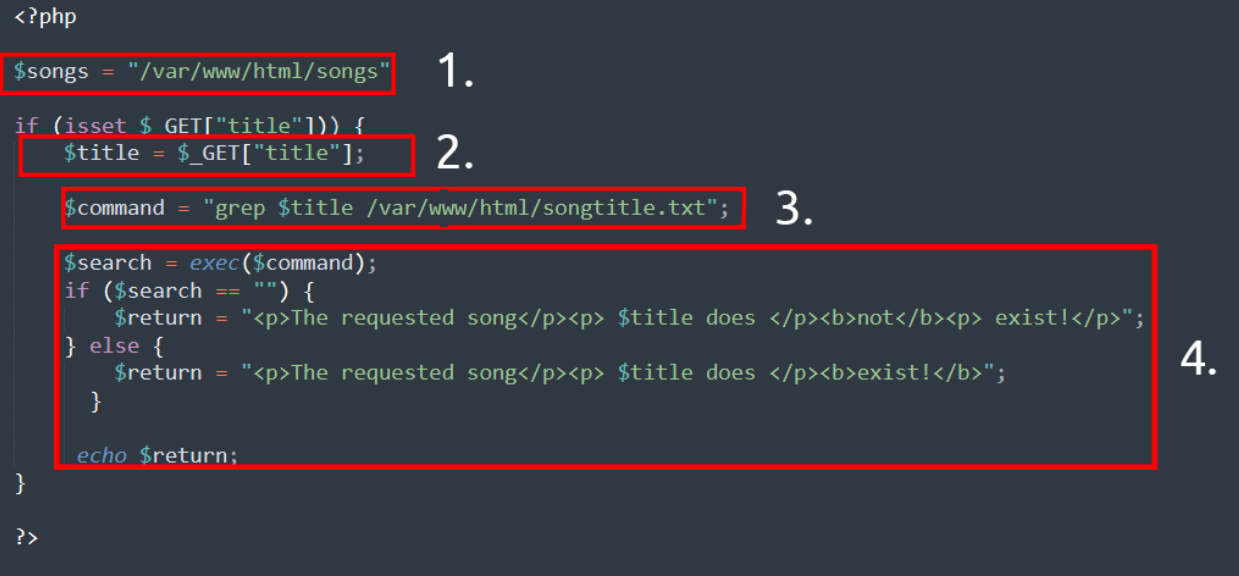 <?php
$songs = "/var/www/html/songs" 1.
if (isset $_GET["title"])) {
$title = $_GET["title"]; 2.
$command = "grep $title /var/www/html/songtitle.txt"; 3.
$search = exec($command);
if ($search == "") {
$return = "<p>The requested song</p><p> $title does </p><b>not</b><p> exist!</p>";
} else { 4.
$return = "<p>The requested song</p><p> $title does </p><b>exist!</b>";
}
echo $return;
}
?>